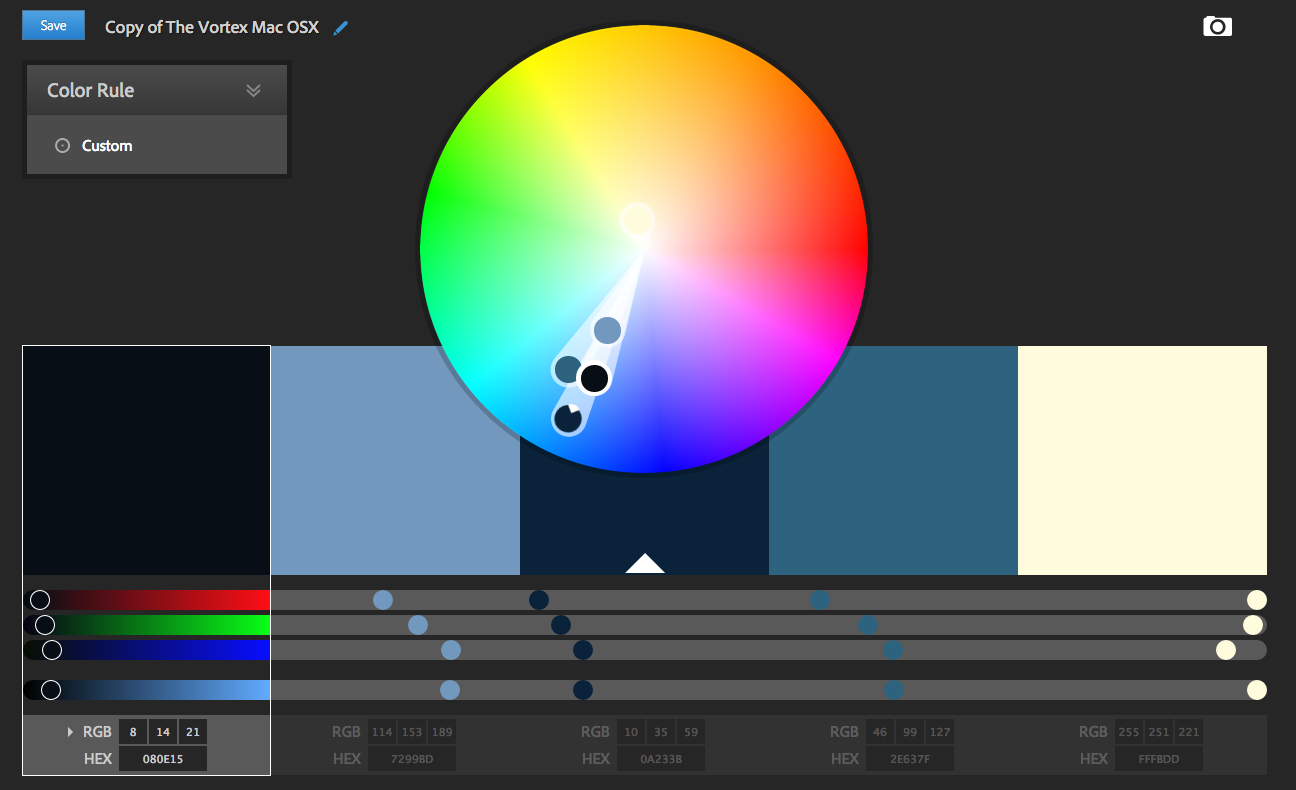 Save Copy of The Vortex Mac OSX
Color Rule
Custom
RGB 8 14 21 RGB 114 153 189 RGB 10 35 59 RGB 46 99 127 RGB 255 251 221
HEX 080E15 HEX 7299BD HEX 0A233B HEX 2E637F HEX FFFBDD